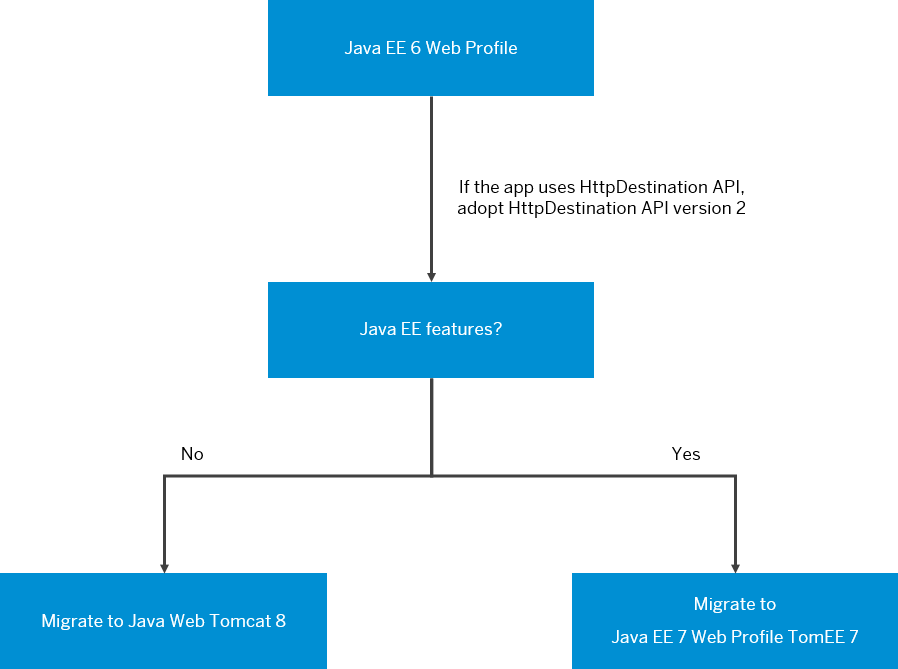 Java EE 6 Web Profile
If the app uses HttpDestination API,
adopt HttpDestination API version 2
Java EE features?
No
Yes
Migrate to Java Web Tomcat 8
Migrate to
Java EE 7 Web Profile TomEE 7